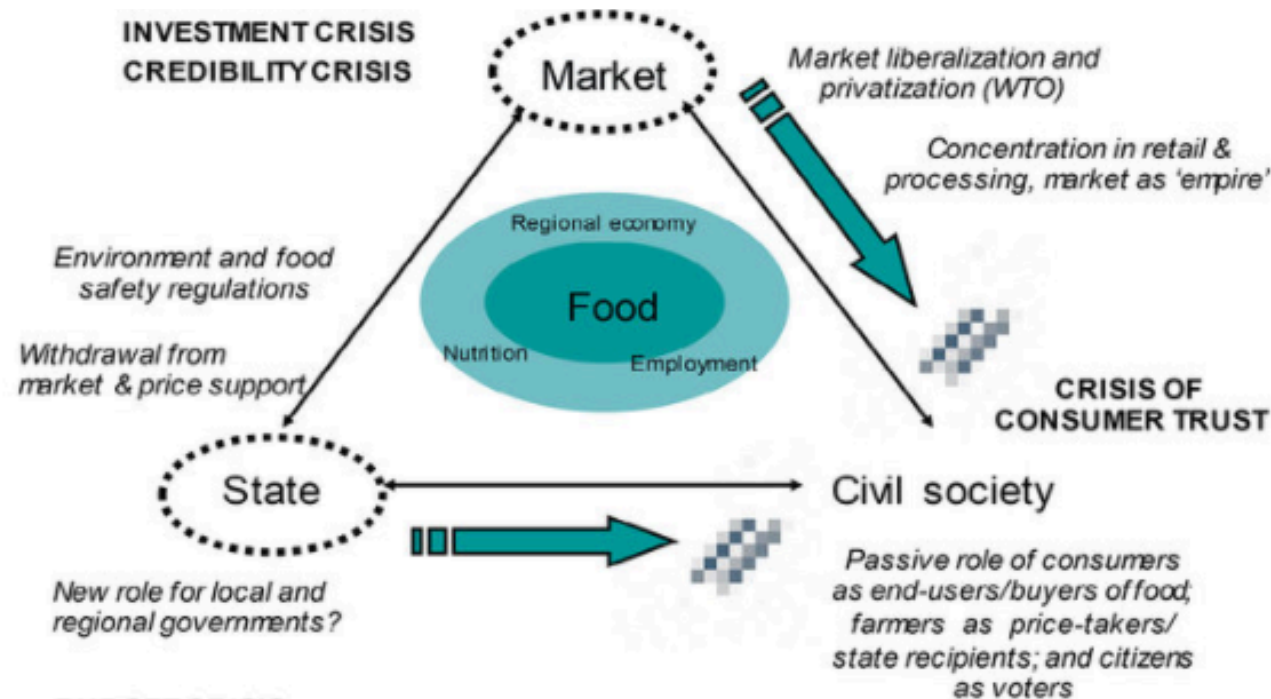 INVESTMENT CRISIS
CREDIBILITY CRISIS
Market
Market liberalization and
privatization (WTO)
Concentration in retail &
processing, market as 'empire'
Regional economy
Food
Nutrition
Employment
Environment and food
safety regulations
Withdrawal from
market & price support
CRISIS OF
CONSUMER TRUST
State
Civil society
New role for local and
regional governments?
Passive role of consumers
as end-users/buyers of food;
farmers as price-takers/
state recipients; and citizens
as voters